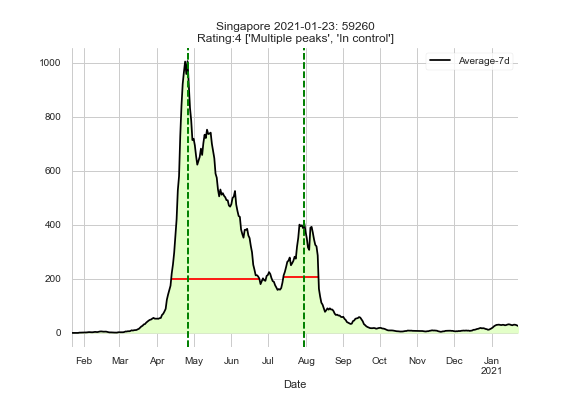 Singapore 2021-01-23: 59260
Rating:4 ['Multiple peaks', 'In control']
Average-7d
1000
800
600
400
200
0
Feb Mar Apr May Jun Jul Aug Sep Oct Nov Dec Jan
2021
Date